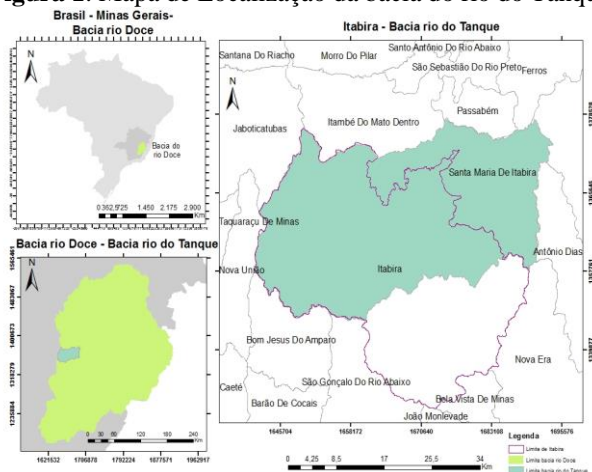 Figura 1. Mapa de Localização da bacia do rio do Tanque
Brasil - Minas Gerais-
Bacia rio Doce
N
Bacia do
rio Doce
0 362,5 725 1.450 2.175 2.900
Km
Bacia rio Doce - Bacia rio do Tanque
N
1621532 1706878 1792224 1877571 1962917
Km
Itabira - Bacia rio do Tanque
Santana Do Riacho
Morro Do Pilar
Santo Antônio Do Rio Abaixo
São Sebastião Do Rio Preto
Ferros
N
Passabém
Jaboticatubas
Itambé Do Mato Dentro
Santa Maria De Itabira
Taquaraçu De Minas
Antônio Dias
Nova União
Itabira
Bom Jesus Do Amparo
Nova Era
Caeté
São Gonçalo Do Rio Abaixo
Bela Vista De Minas
Barão De Cocais
João Monlevade
1645704 1658172 1670640 1683108 1695576
0 4,25 8,5 17 25,5 34
Km
Legenda
Limite de Itabira
Limite bacia rio Doce
Limite bacia rio do Tanque